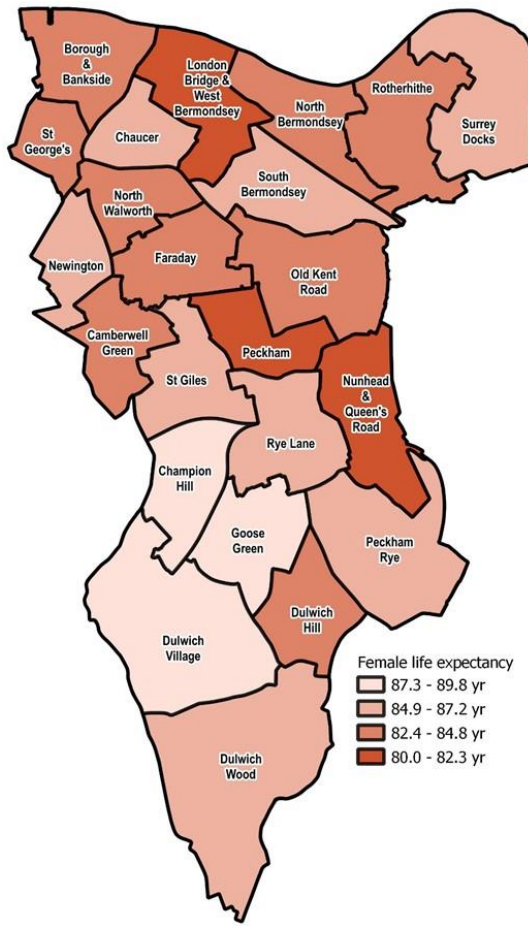 Borough
&
Bankside
London
Bridge &
West
Bermondsey
North
Bermondsey
Rotherhithe
Surrey
Docks
St
George's
Chaucer
South
Bermondsey
North
Walworth
Newington
Faraday
Old Kent
Road
Camberwell
Green
Peckham
St Giles
Nunhead
&
Queen's
Road
Rye Lane
Champion
Hill
Goose
Green
Peckham
Rye
Dulwich
Hill
Dulwich
Village
Dulwich
Wood
Female life expectancy
87.3 - 89.8 yr
84.9 - 87.2 yr
82.4 - 84.8 yr
80.0 - 82.3 yr